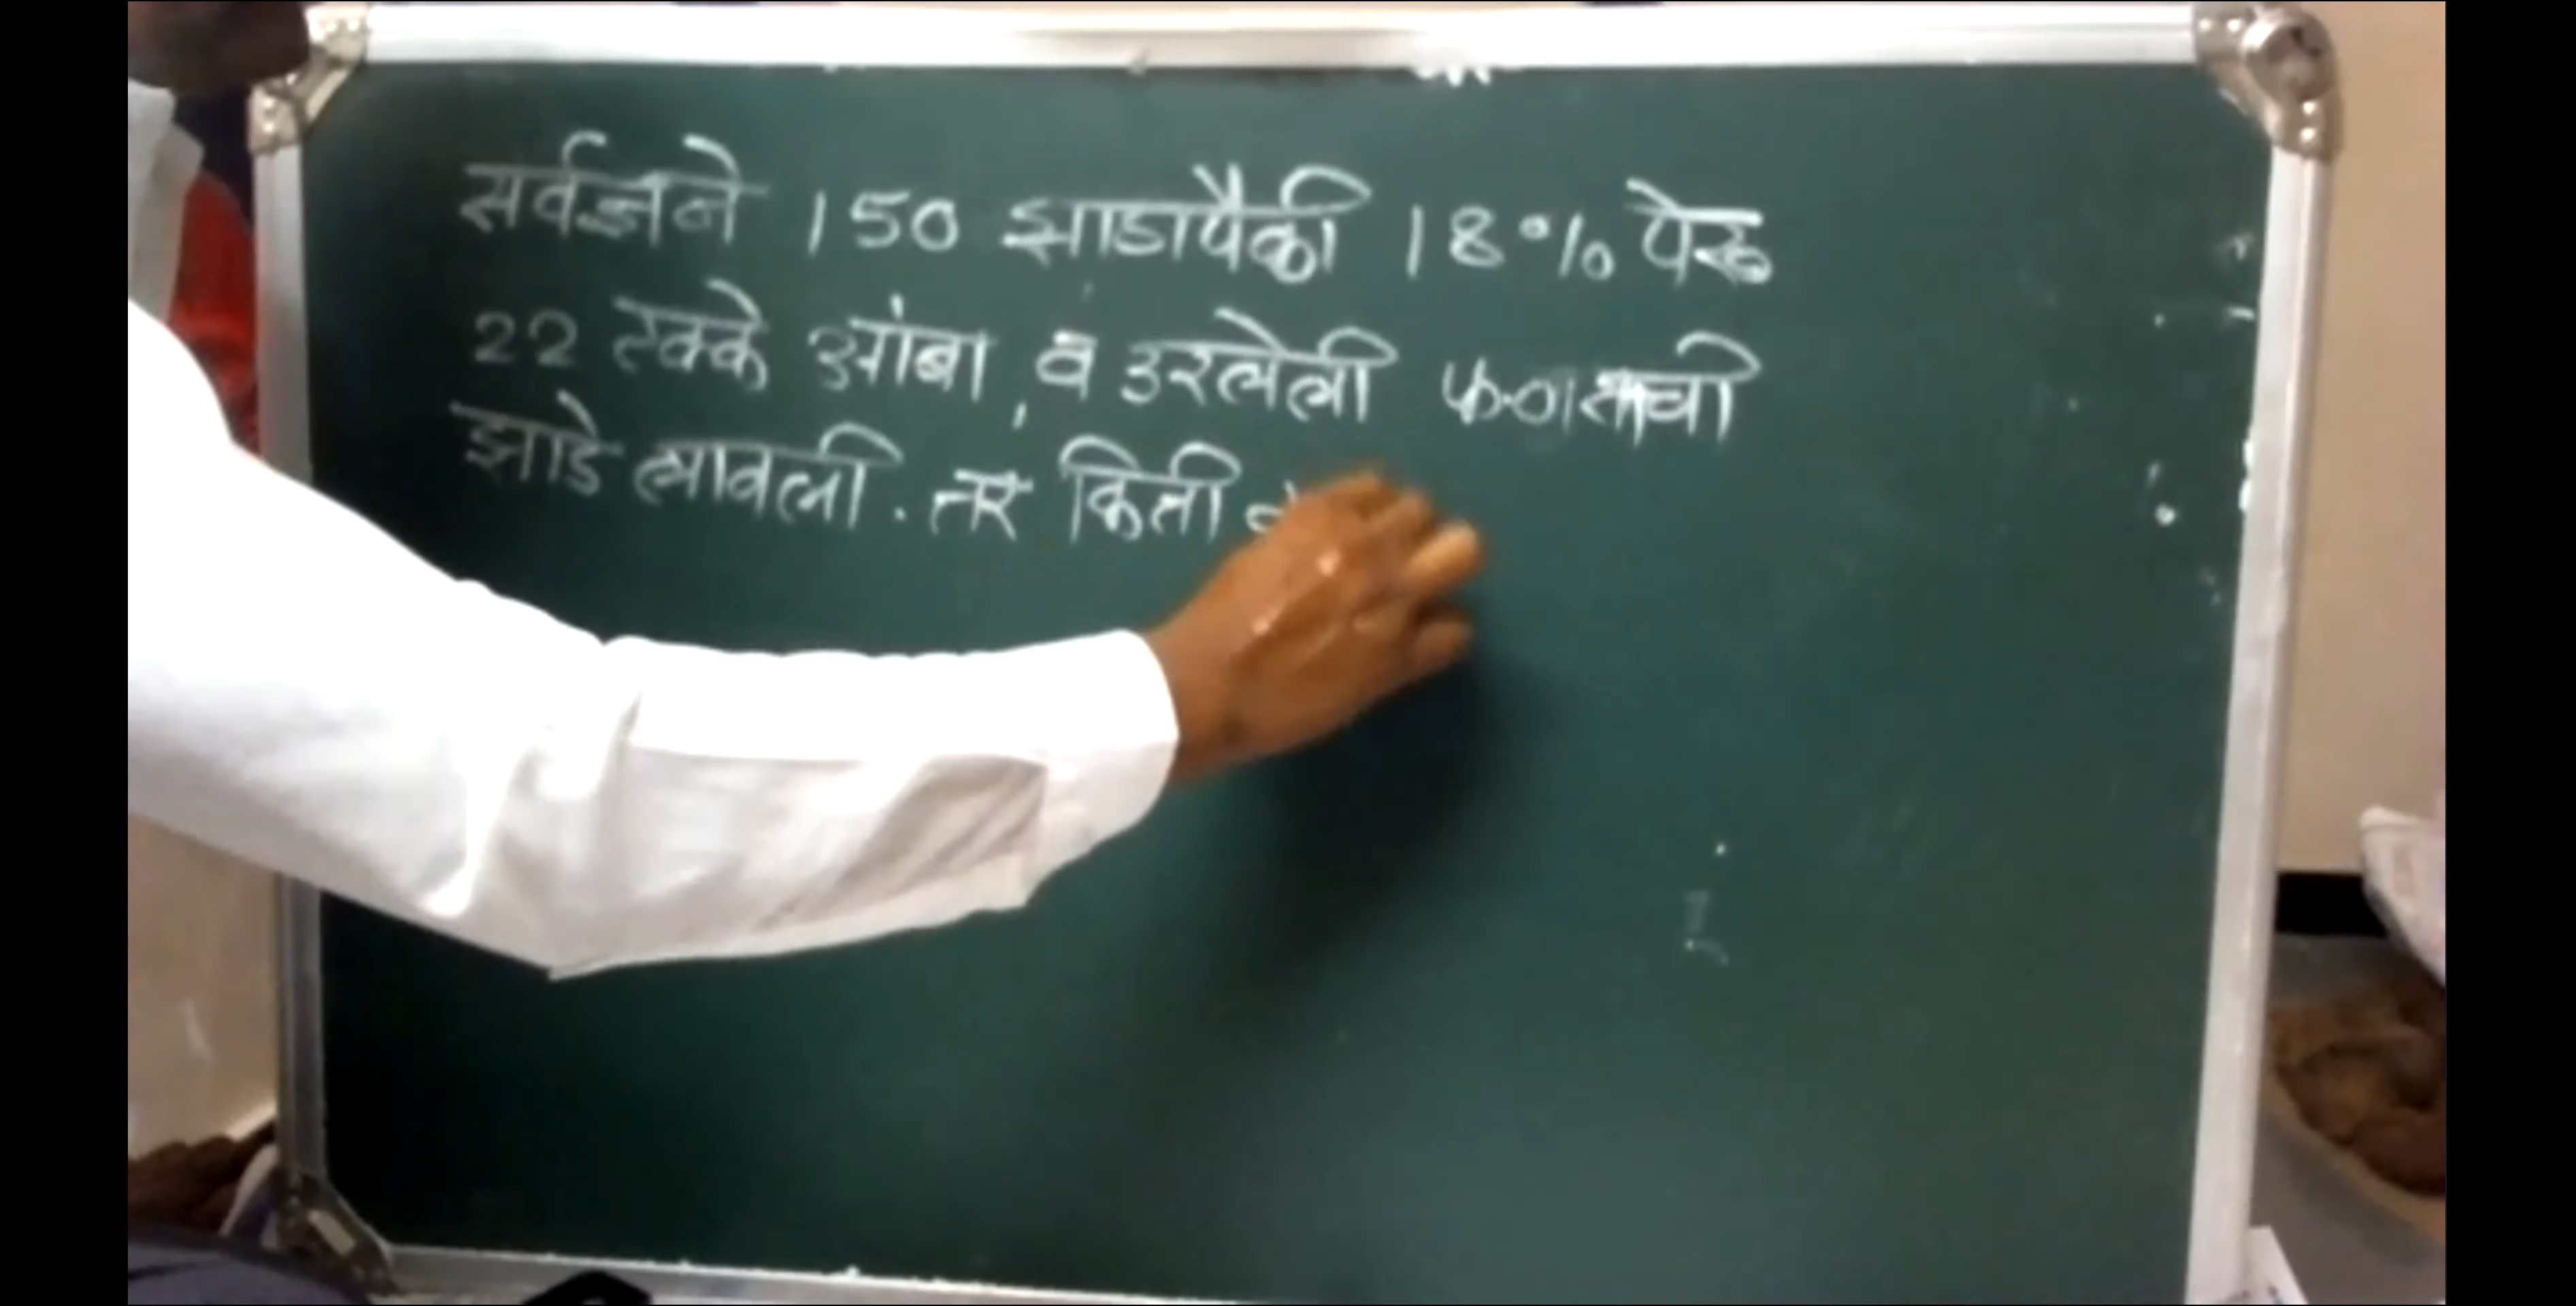 सर्वज्ञने 150 झाडापैकी 18% पेरू
22 टक्के आंबा, व उरलेली फणसाची
झाडे लावली. तर किती